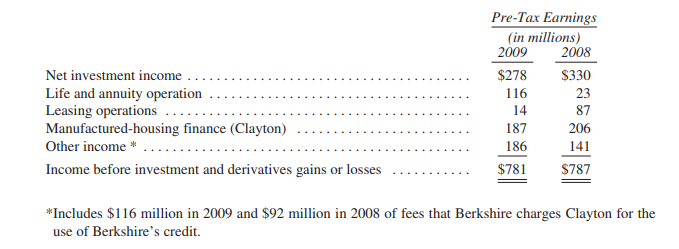 Pre-Tax Earnings
(in millions)
2009 2008
Net investment income . . . . . . . . . . . . . . . . . . . . . . . . . . . . . . . . . . . . . . . . $278 $330
Life and annuity operation . . . . . . . . . . . . . . . . . . . . . . . . . . . . . . . . . . . . . 116 23
Leasing operations . . . . . . . . . . . . . . . . . . . . . . . . . . . . . . . . . . . . . . . . . . . 14 87
Manufactured-housing finance (Clayton) . . . . . . . . . . . . . . . . . . . . . . . . . 187 206
Other income * . . . . . . . . . . . . . . . . . . . . . . . . . . . . . . . . . . . . . . . . . . . . . . 186 141
Income before investment and derivatives gains or losses . . . . . . . . . . . $781 $787
*Includes $116 million in 2009 and $92 million in 2008 of fees that Berkshire charges Clayton for the
use of Berkshire’s credit.